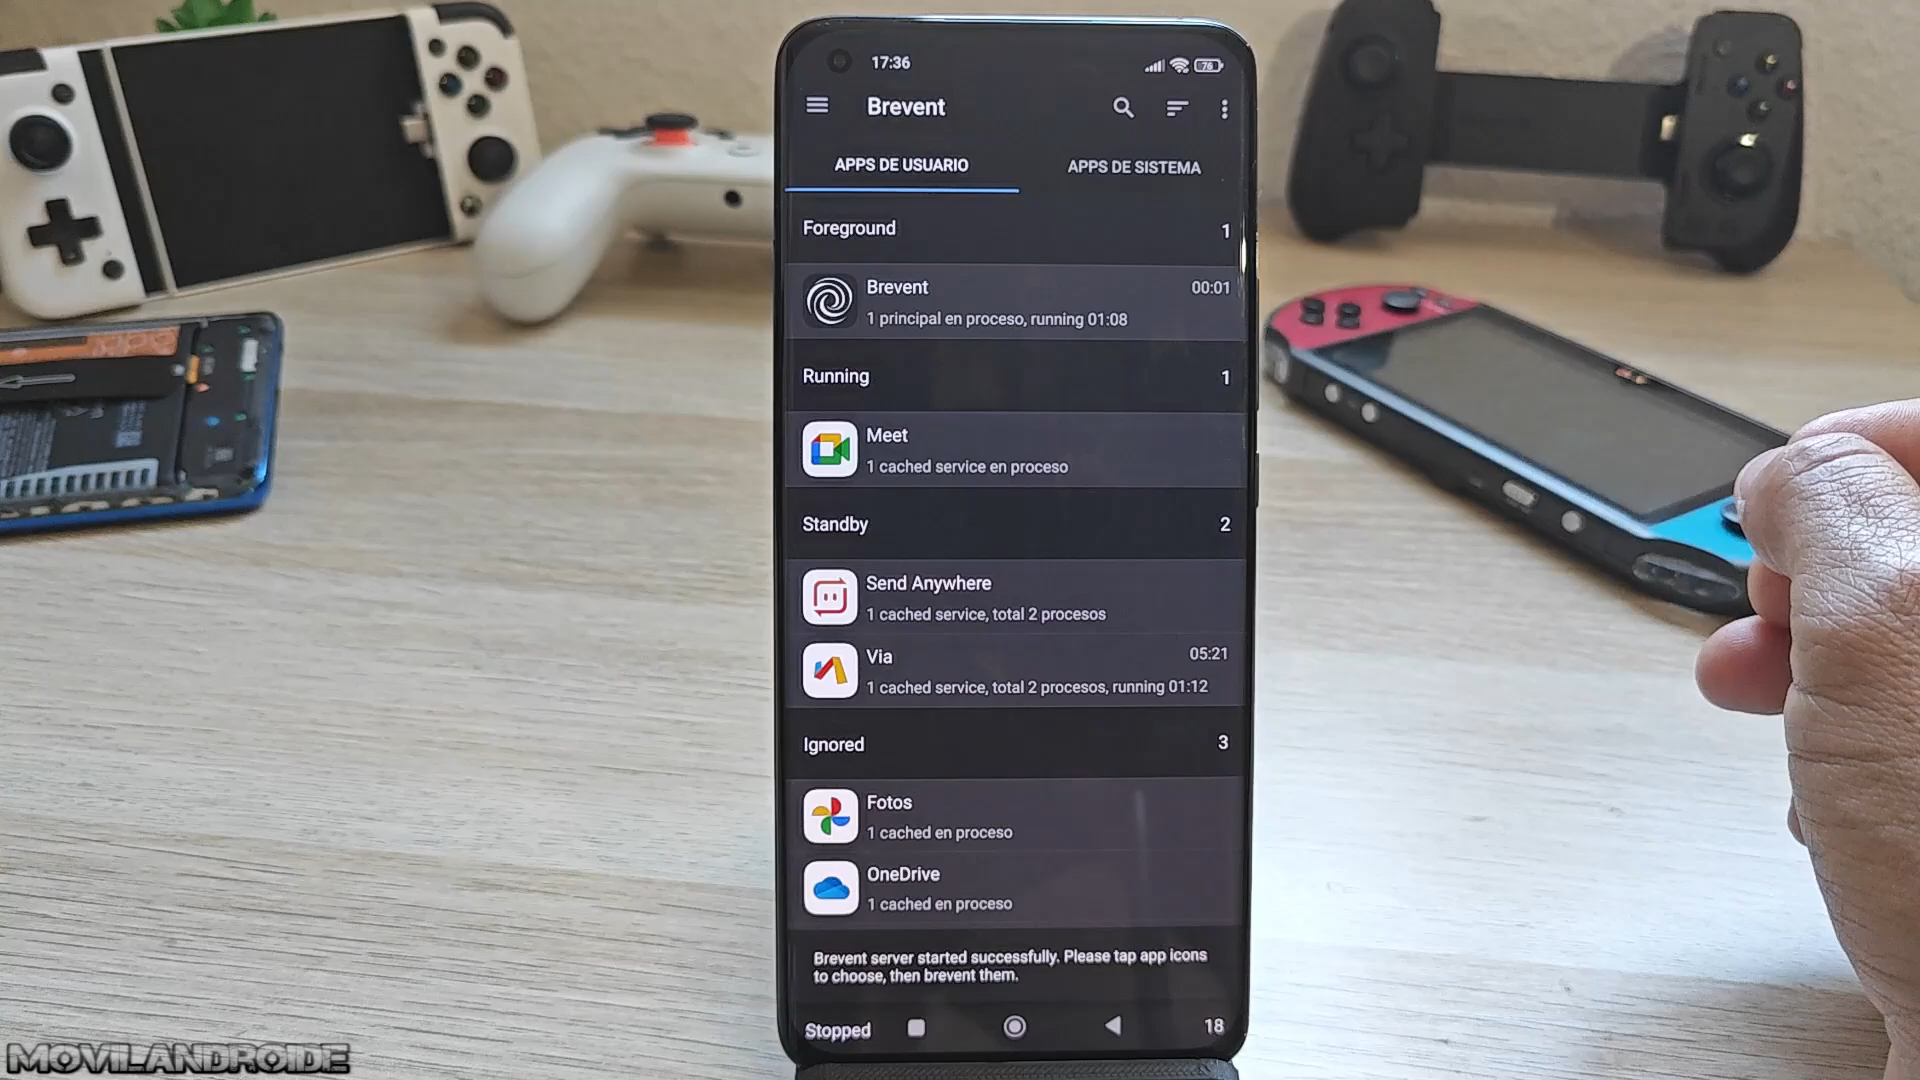 17:36
76
Brevent
APPS DE USUARIO
APPS DE SISTEMA
Foreground 1
Brevent 00:01
1 principal en proceso, running 01:08
Running 1
Meet
1 cached service en proceso
Standby 2
Send Anywhere
1 cached service, total 2 procesos
Via 05:21
1 cached service, total 2 procesos, running 01:12
Ignored 3
Fotos
1 cached en proceso
OneDrive
1 cached en proceso
Brevent server started successfully. Please tap app icons
to choose, then brevent them.
Stopped 18
MOVILANDROIDE